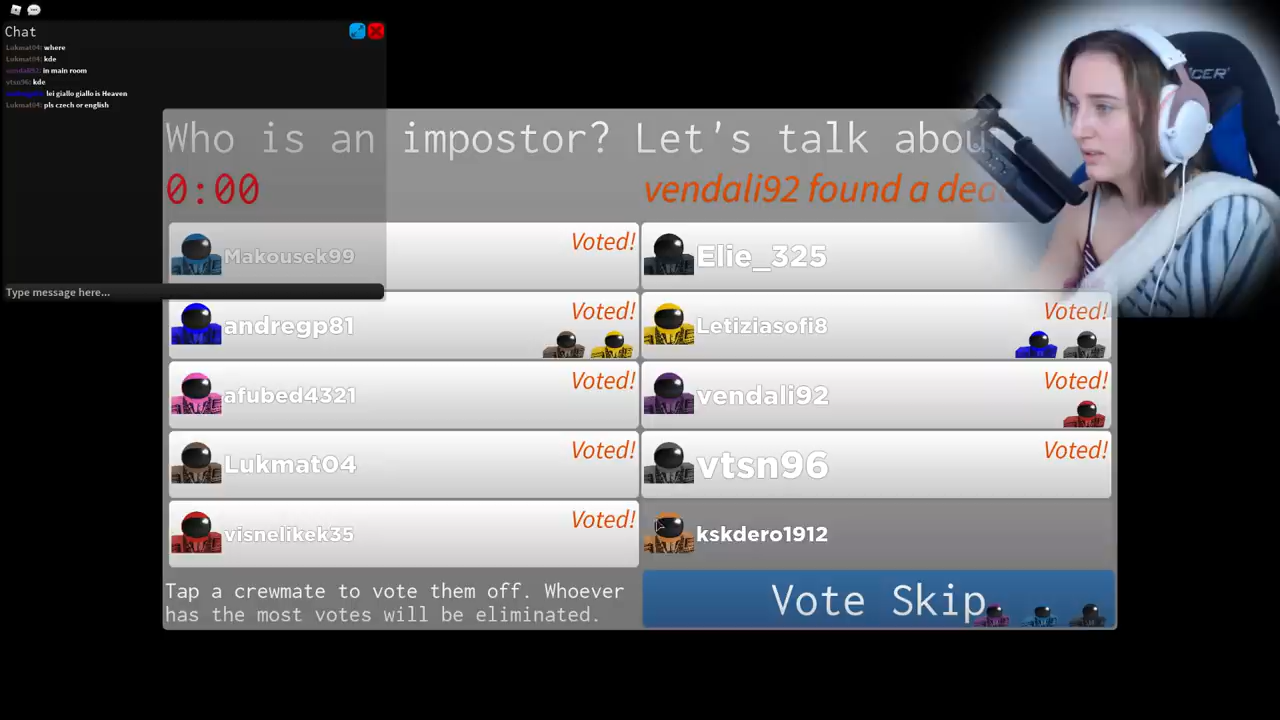 Chat
Lukmat04: where
Lukmat04: kde
vendali92: in main room
vtsn96: kde
lei giallo giallo is Heaven
Lukmat04: pls czech or english
Type message here...
Who is an impostor? Let's talk abou
0:00
vendali92 found a dea
Makousek99
Voted!
Elie_325
andregp81
Voted!
Letiziasofi8
Voted!
afubed4321
Voted!
vendali92
Voted!
Lukmat04
Voted!
vtsn96
Voted!
visnelikek35
Voted!
kskdero1912
Tap a crewmate to vote them off. Whoever
has the most votes will be eliminated.
Vote Skip